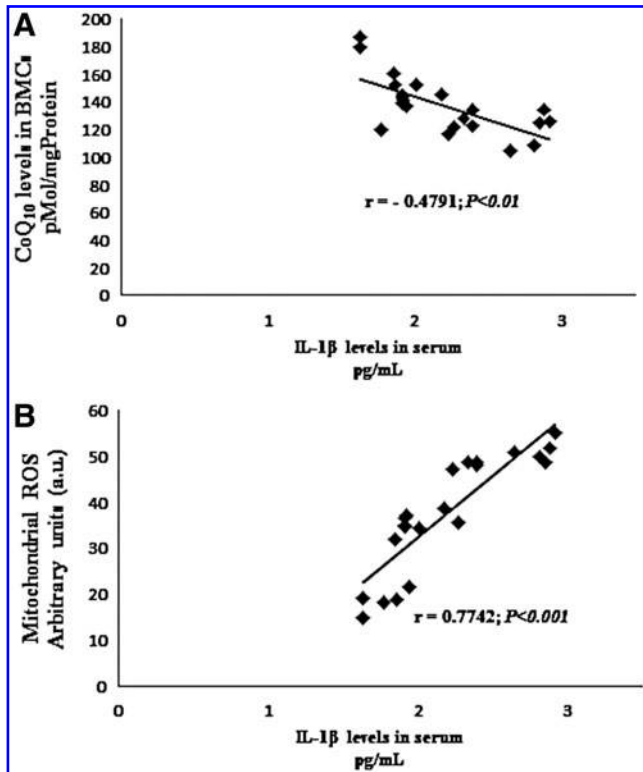 A
CoQ10 levels in BMCs
pMol/mgProtein
200
180
160
140
120
100
80
60
40
20
0
r = - 0.4791; P<0.01
0 1 2 3
IL-1β levels in serum
pg/mL
B
Mitochondrial ROS
Arbitrary units (a.u.)
60
50
40
30
20
10
0
r = 0.7742; P<0.001
0 1 2 3
IL-1β levels in serum
pg/mL